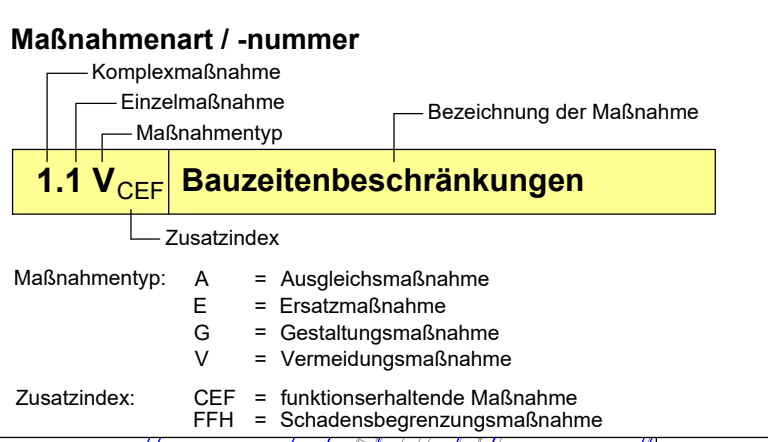 Maßnahmenart / -nummer
Komplexmaßnahme
Einzelmaßnahme
Bezeichnung der Maßnahme
Maßnahmentyp
1.1 VCEF Bauzeitenbeschränkungen
Zusatzindex
Maßnahmentyp: A = Ausgleichsmaßnahme
E = Ersatzmaßnahme
G = Gestaltungsmaßnahme
V = Vermeidungsmaßnahme
Zusatzindex: CEF = funktionserhaltende Maßnahme
FFH = Schadensbegrenzungsmaßnahme